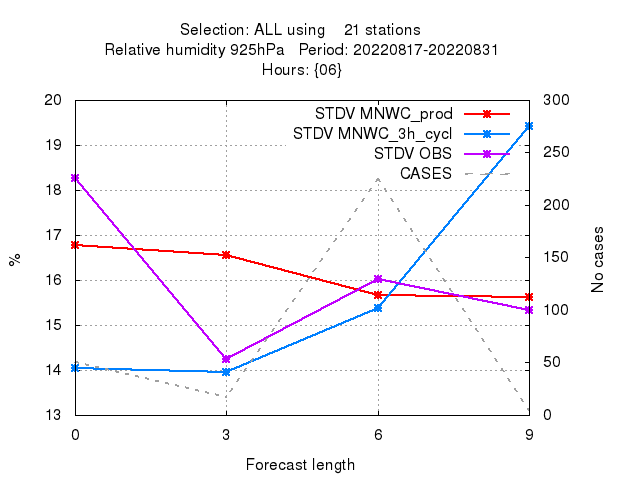 Selection: ALL using    21 stations
Relative humidity 925hPa   Period: 20220817-20220831
Hours: {06}
STDV MNWC_prod
STDV MNWC_3h_cycl
STDV OBS
CASES
20
19
18
17
16
15
14
13
%
300
250
200
150
100
50
0
No cases
0 3 6 9
Forecast length